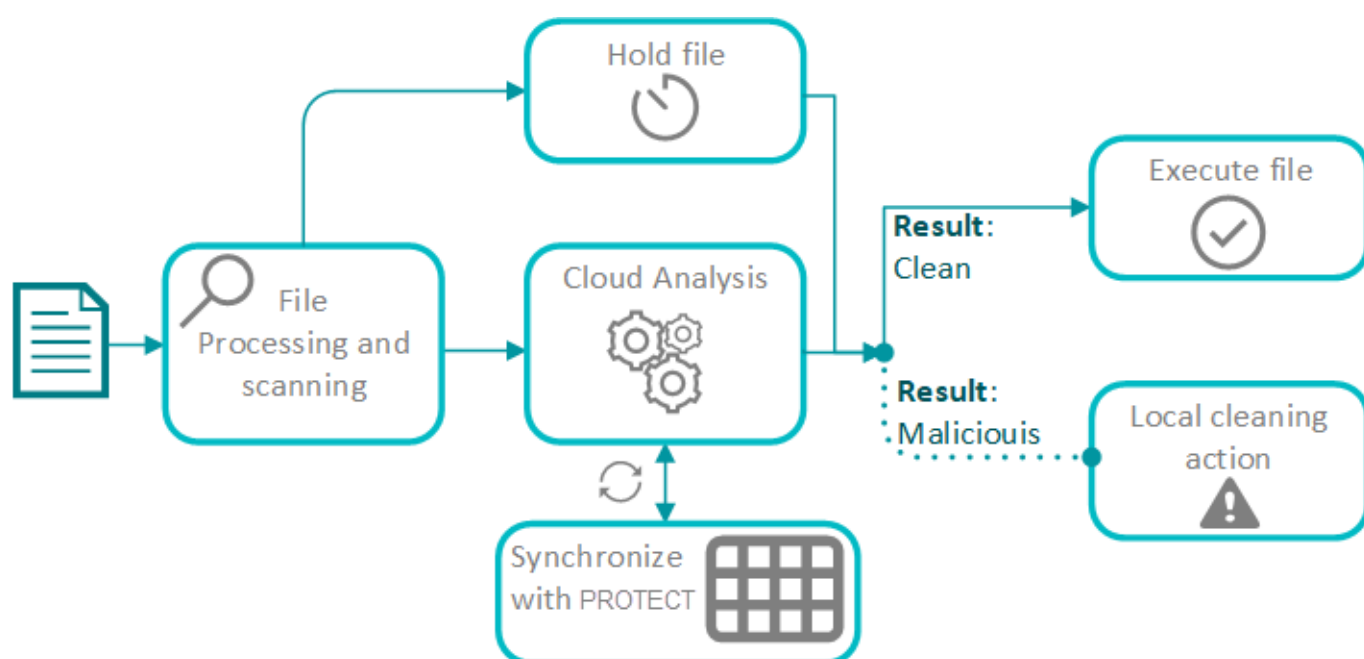 Hold file
Execute file
Result:
Clean
File
Processing and
scanning
Cloud Analysis
Result:
Maliciouis
Local cleaning
action
Synchronize
with PROTECT